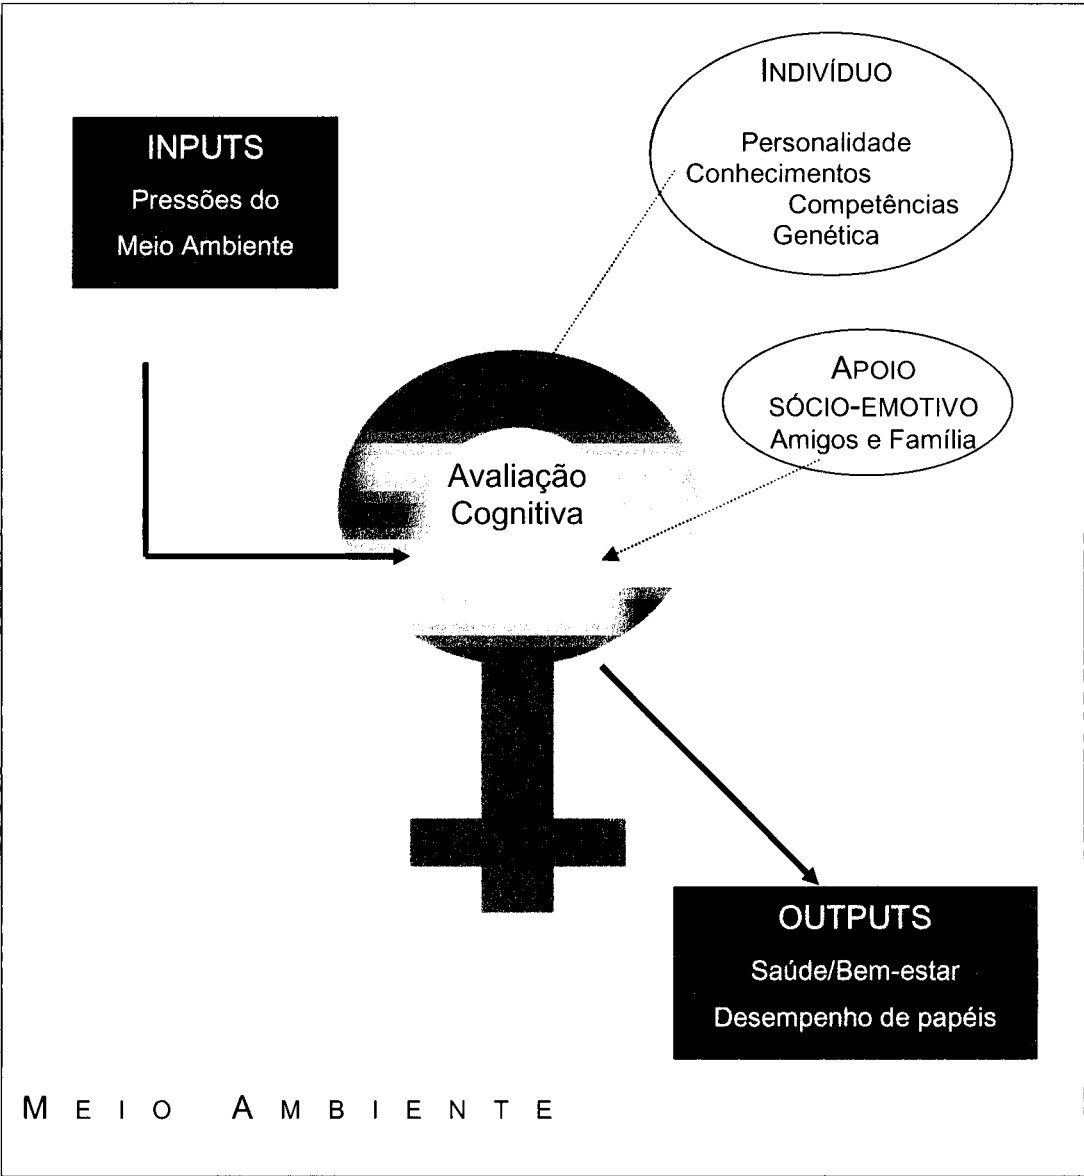 INDIVÍDUO
Personalidade
Conhecimentos
Competências
Genética
INPUTS
Pressões do
Meio Ambiente
APOIO
SÓCIO-EMOTIVO
Amigos e Família
Avaliação
Cognitiva
OUTPUTS
Saúde/Bem-estar
Desempenho de papéis
MEIO AMBIENTE